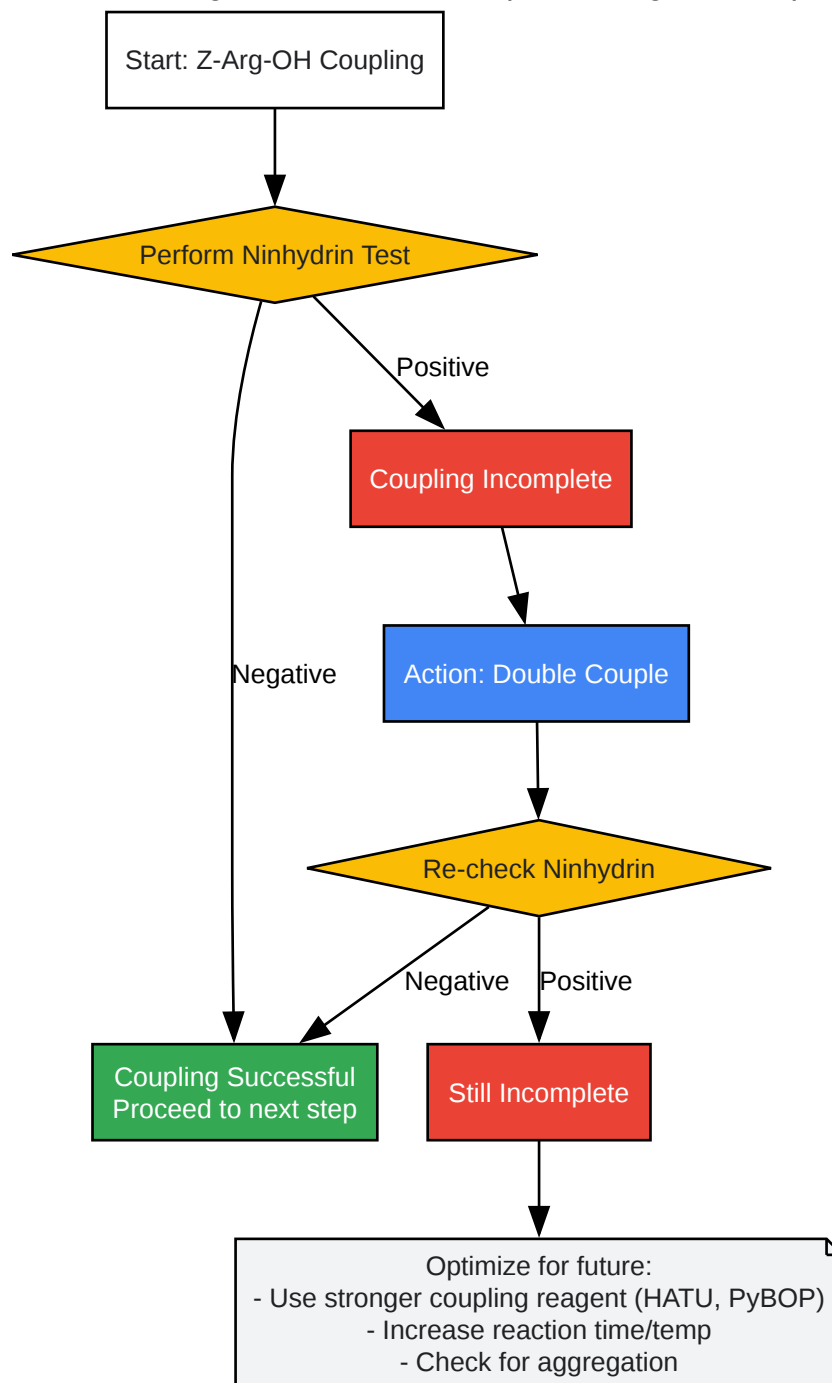 Start: Z-Arg-OH Coupling
Perform Ninhydrin Test
Positive
Coupling Incomplete
Action: Double Couple
Negative
Re-check Ninhydrin
Negative
Positive
Coupling Successful
Proceed to next step
Still Incomplete
Optimize for future:
- Use stronger coupling reagent (HATU, PyBOP)
- Increase reaction time/temp
- Check for aggregation